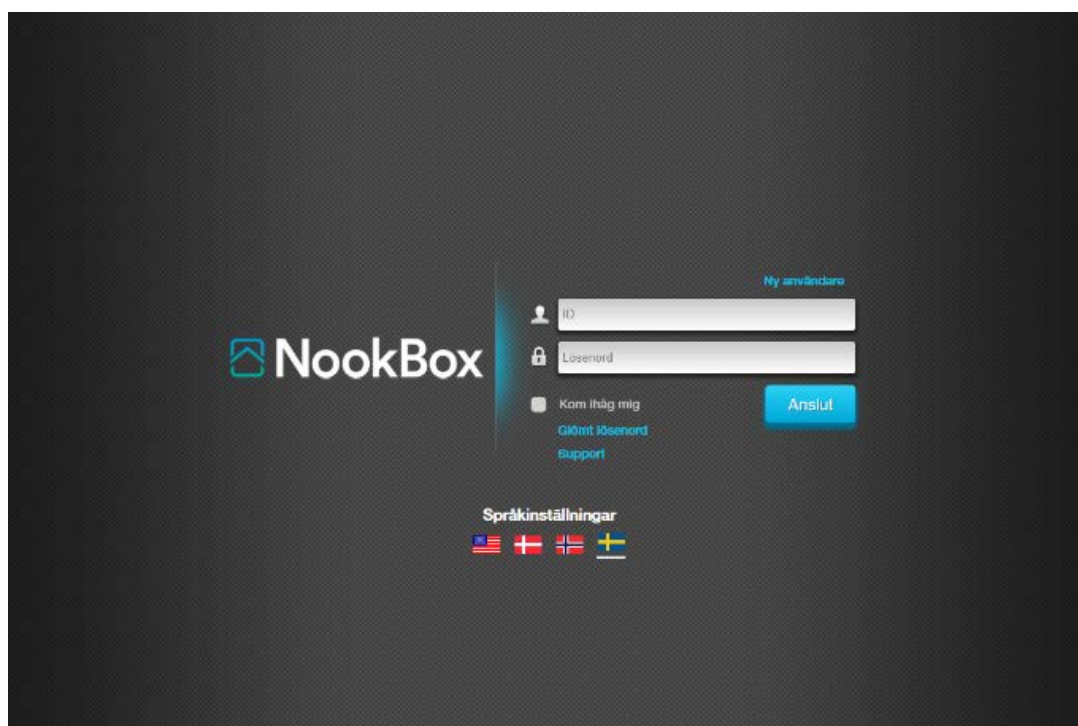 Ny användare
ID
NookBox
Lösenord
Kom ihåg mig
Anslut
Glömt lösenord
Support
Språkinställningar